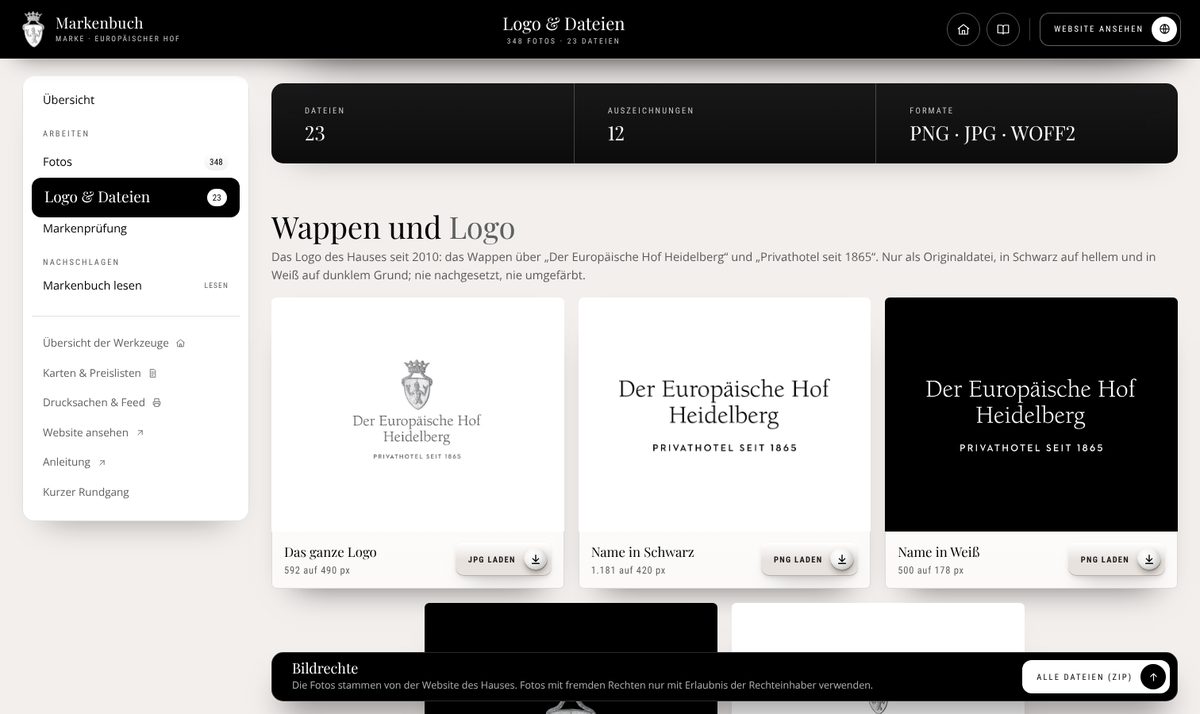 Markenbuch
MARKE · EUROPÄISCHER HOF
Logo & Dateien
348 FOTOS · 23 DATEIEN
WEBSITE ANSEHEN
Übersicht
ARBEITEN
Fotos 348
Logo & Dateien 23
Markenprüfung
NACHSCHLAGEN
Markenbuch lesen LESEN
Übersicht der Werkzeuge
Karten & Preislisten
Drucksachen & Feed
Website ansehen
Anleitung
Kurzer Rundgang
DATEIEN
23
AUSZEICHNUNGEN
12
FORMATE
PNG · JPG · WOFF2
Wappen und Logo
Das Logo des Hauses seit 2010: das Wappen über „Der Europäische Hof Heidelberg“ und „Privathotel seit 1865“. Nur als Originaldatei, in Schwarz auf hellem und in
Weiß auf dunklem Grund; nie nachgesetzt, nie umgefärbt.
Der Europäische Hof
Heidelberg
PRIVATHOTEL SEIT 1865
Das ganze Logo
592 auf 490 px
JPG LADEN
Der Europäische Hof
Heidelberg
PRIVATHOTEL SEIT 1865
Name in Schwarz
1.181 auf 420 px
PNG LADEN
Der Europäische Hof
Heidelberg
PRIVATHOTEL SEIT 1865
Name in Weiß
500 auf 178 px
PNG LADEN
Bildrechte
Die Fotos stammen von der Website des Hauses. Fotos mit fremden Rechten nur mit Erlaubnis der Rechteinhaber verwenden.
ALLE DATEIEN (ZIP)